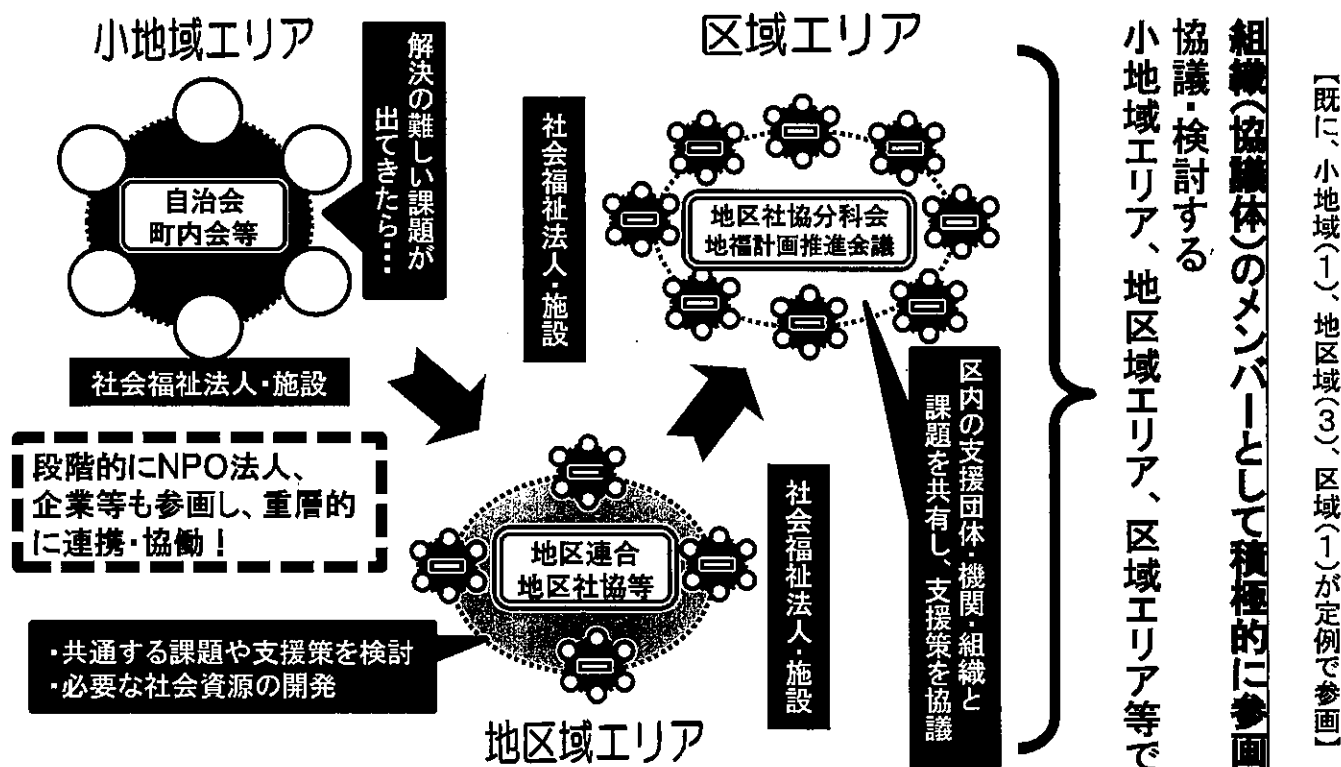 小地域エリア
自治会
町内会等
解決の難しい課題が
出てきたら・・・
社会福祉法人・施設
段階的にNPO法人、
企業等も参画し、重層的
に連携・協働！
地区連合
地区社協等
・共通する課題や支援策を検討
・必要な社会資源の開発
地区域エリア
社会福祉法人・施設
区域エリア
地区社協分科会
地福計画推進会議
社会福祉法人・施設
区内の支援団体・機関・組織と
課題を共有し、支援策を協議
【既に、小地域（1）、地区域（3）、区域（1）が定例で参画】
組織（協議体）のメンバーとして積極的に参画
協議・検討する
小地域エリア、地区域エリア、区域エリア等で